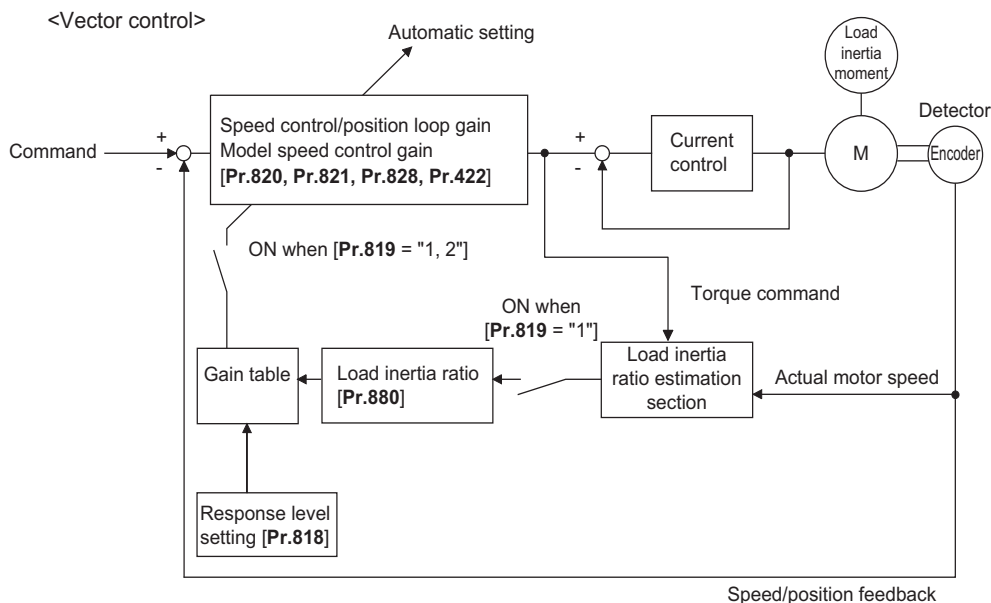 <Vector control>
Automatic setting
Load
inertia
moment
Detector
Command
+
-
Speed control/position loop gain
Model speed control gain
[Pr.820, Pr.821, Pr.828, Pr.422]
+
-
Current
control
M
Encoder
ON when [Pr.819 = "1, 2"]
Torque command
ON when
[Pr.819 = "1"]
Gain table
Load inertia ratio
[Pr.880]
Load inertia
ratio estimation
section
Actual motor speed
Response level
setting [Pr.818]
Speed/position feedback